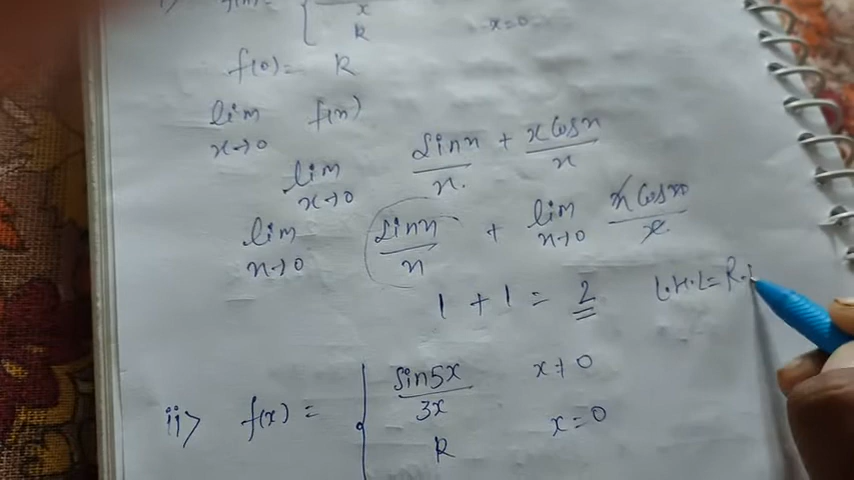 f(x) = { x
k x=0
f(0) = k
lim x→0 f(x)
lim x→0 sinx/x + x cosx/x
lim x→0 sinx/x + lim x→0 x cosx/x
1 + 1 = 2 L.H.L = R.
ii> f(x) = { sin5x/3x x≠0
k x=0